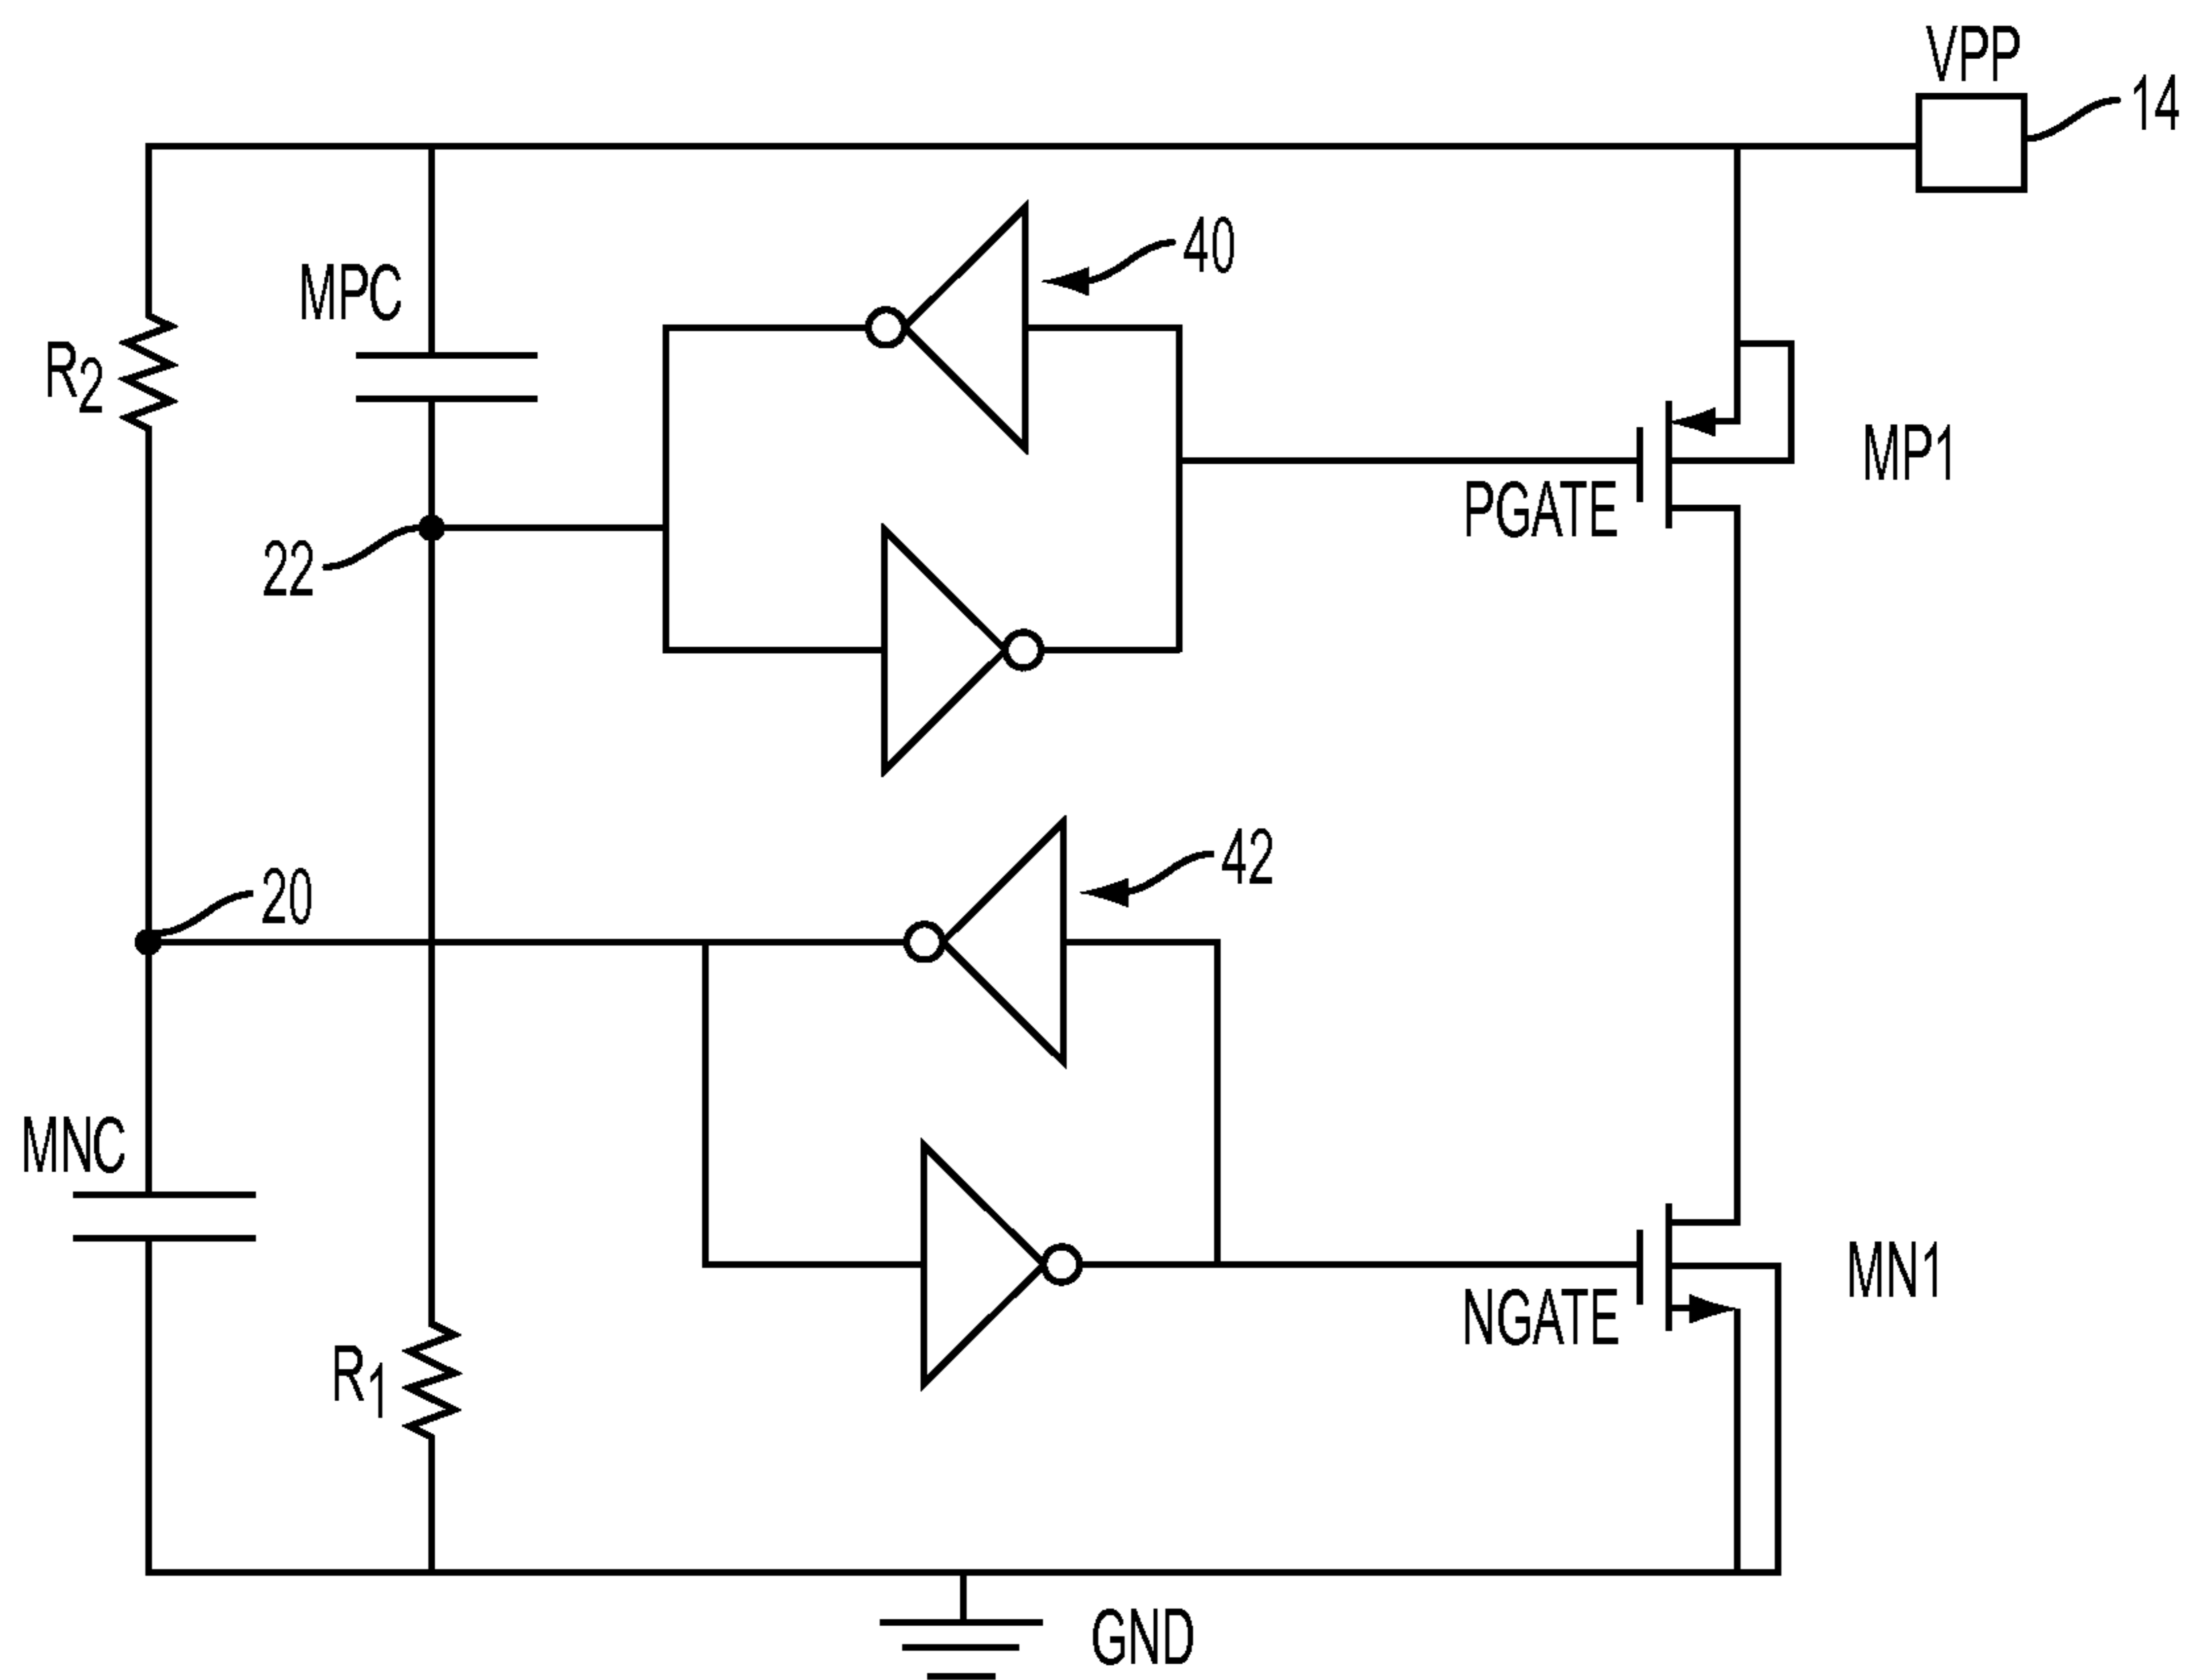 VPP
14
40
MPC
R2
MP1
PGATE
22
42
20
MNC
MN1
NGATE
R1
GND